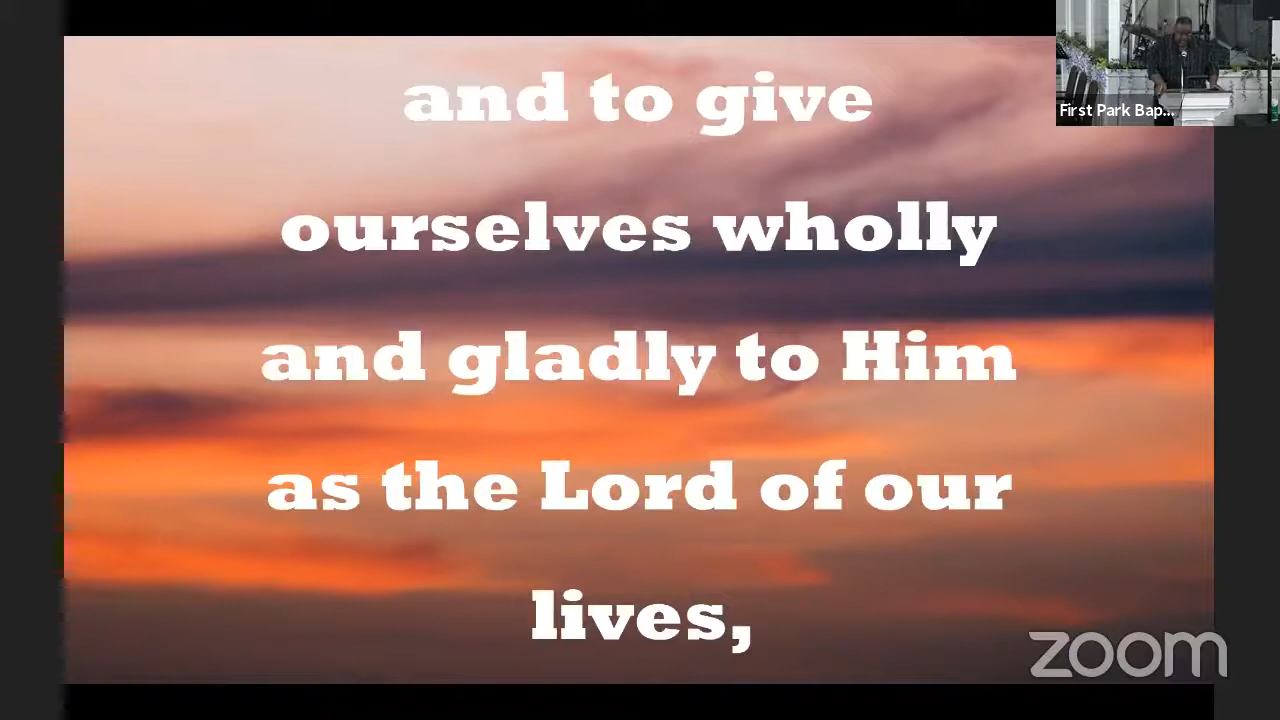 and to give
First Park Bap...
ourselves wholly
and gladly to Him
as the Lord of our
lives,
zoom